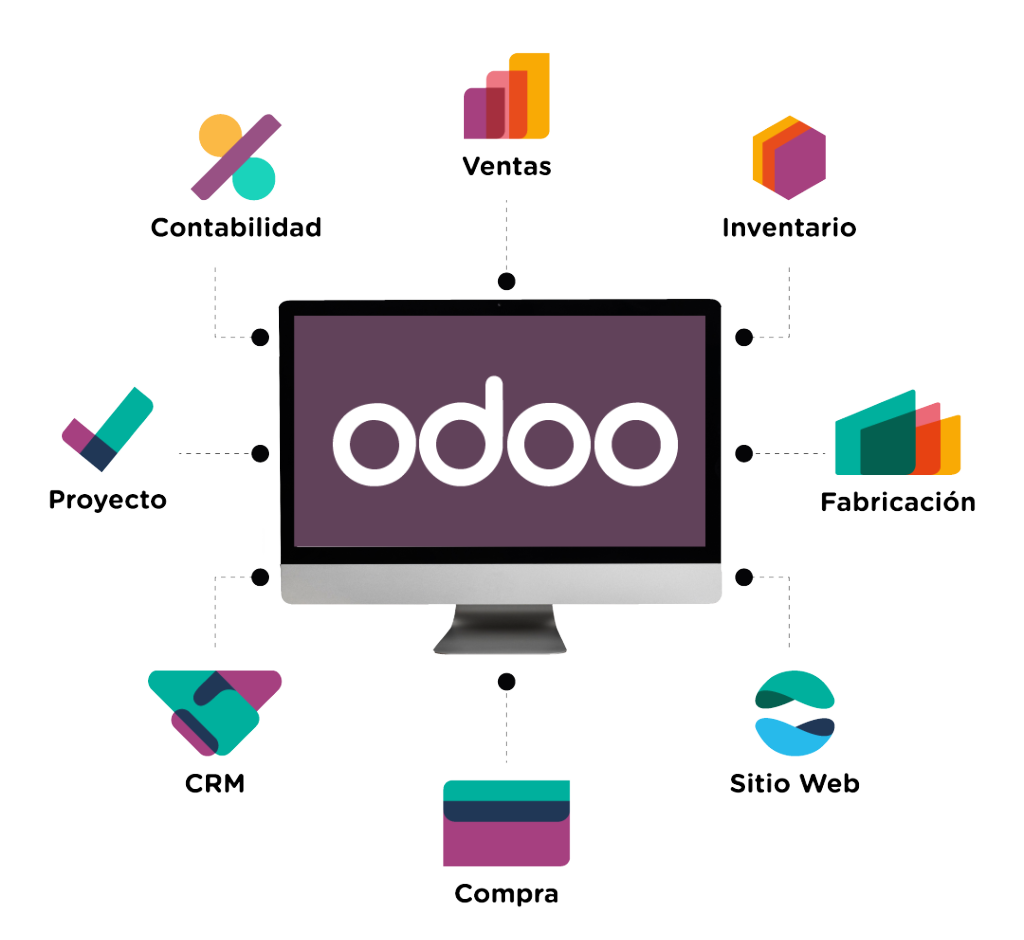 Ventas
Contabilidad
Inventario
odoo
Proyecto
Fabricación
CRM
Sitio Web
Compra